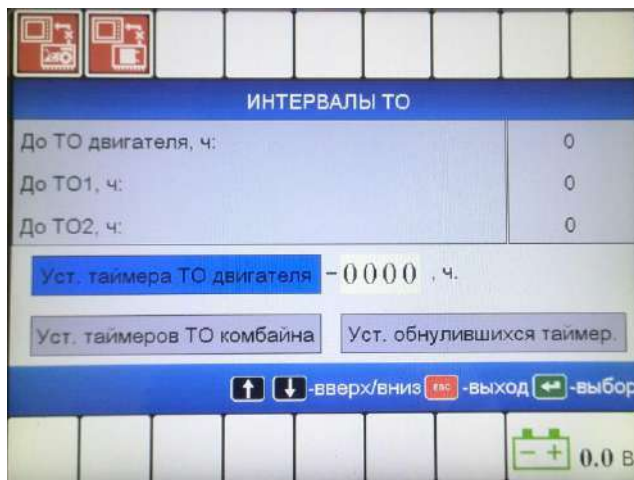 ИНТЕРВАЛЫ ТО
До ТО двигателя, ч: 0
До ТО1, ч: 0
До ТО2, ч: 0
Уст. таймера ТО двигателя -0000 , ч.
Уст. таймеров ТО комбайна Уст. обнулившихся таймер.
-вверх/вниз ESC -выход -выбор
- + 0.0 В